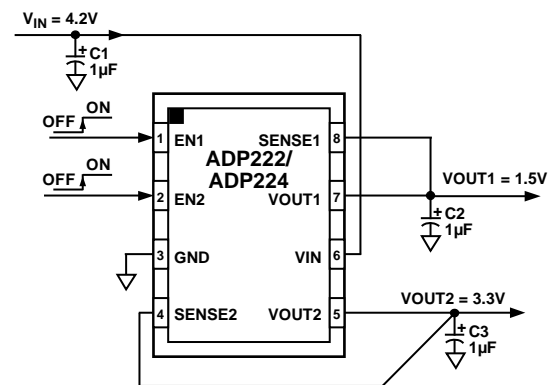 VIN = 4.2V
+ C1
1µF
OFF ON
1 EN1
OFF ON
2 EN2
3 GND
4 SENSE2
ADP222/
ADP224
SENSE1 8
VOUT1 7
VIN 6
VOUT2 5
VOUT1 = 1.5V
+ C2
1µF
VOUT2 = 3.3V
+ C3
1µF